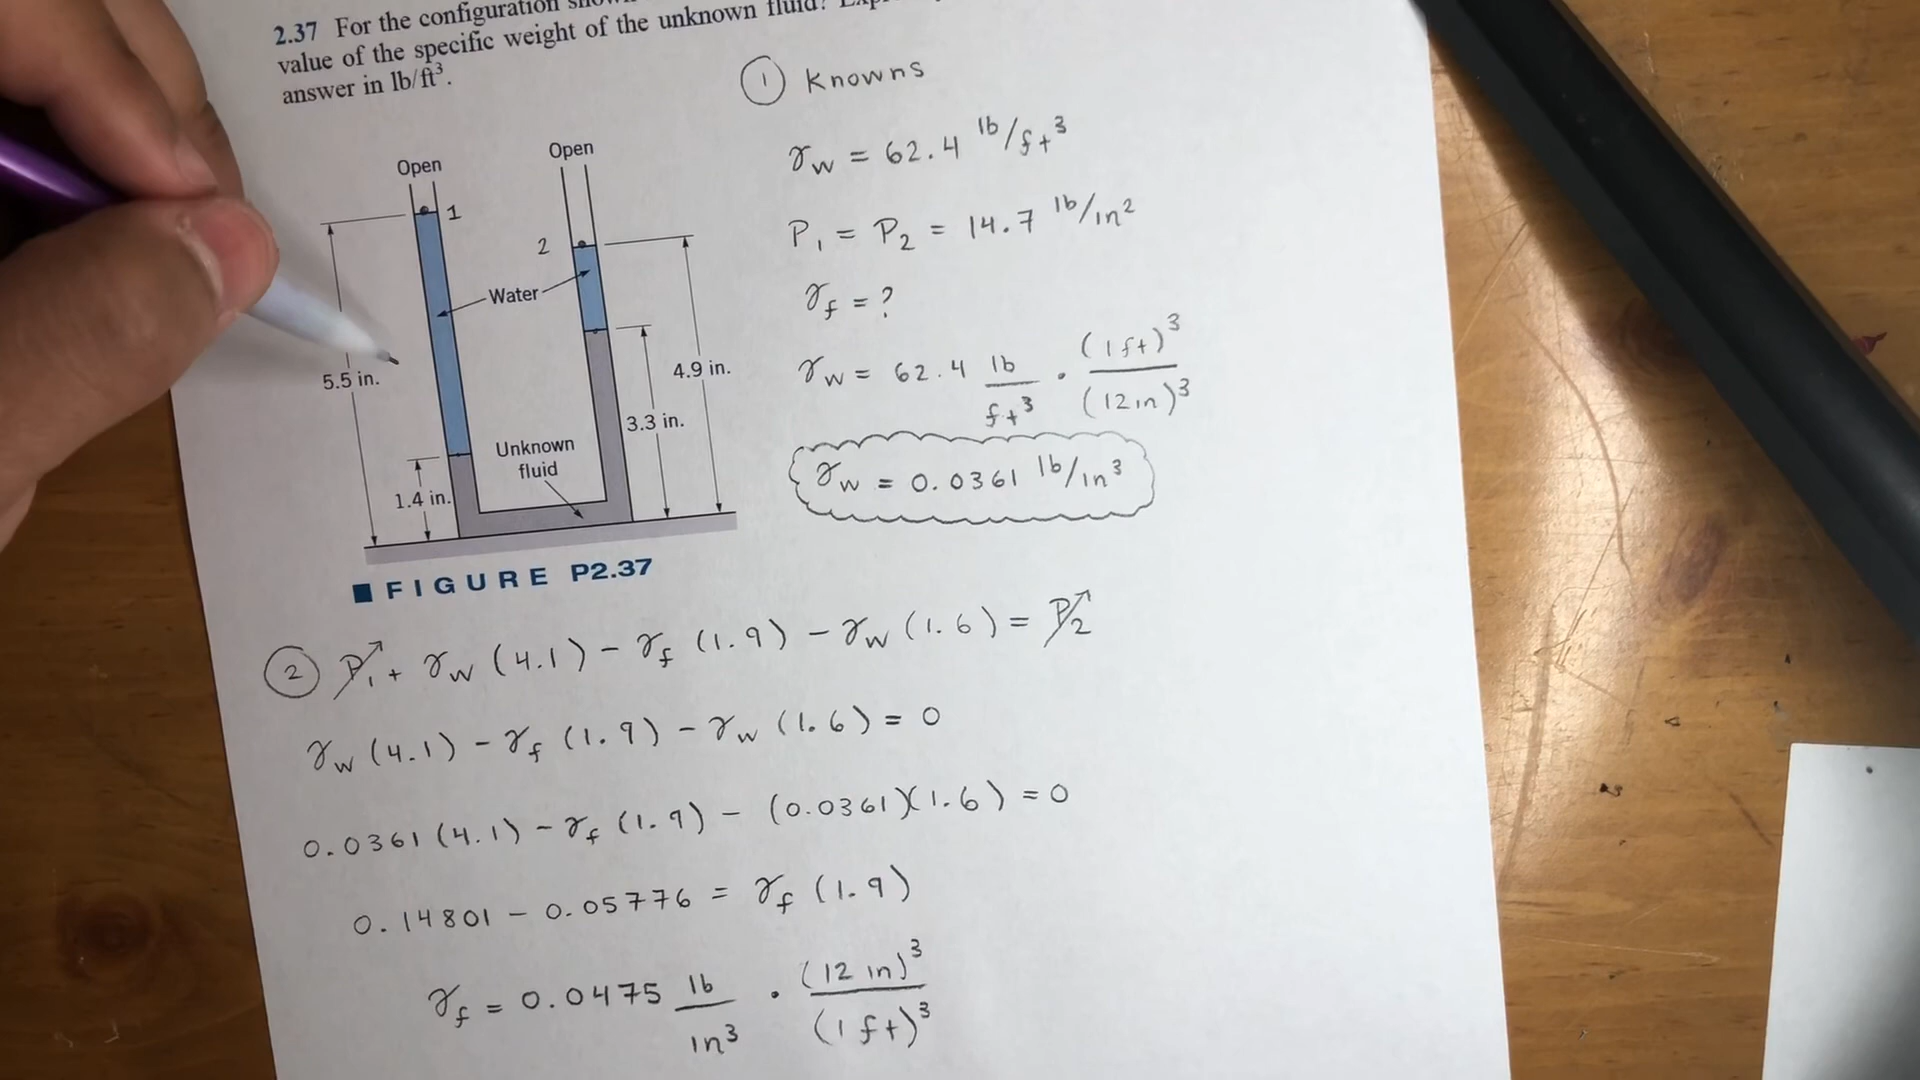 2.37 For the configuration
value of the specific weight of the unknown fluid?
answer in lb/ft³.
① Knowns
γw = 62.4 lb/ft³
P₁ = P₂ = 14.7 lb/in²
γf = ?
γw = 62.4 lb/ft³ · (1ft)³/(12in)³
γw = 0.0361 lb/in³
Open
Open
1
2
Water
5.5 in.
4.9 in.
3.3 in.
Unknown
fluid
1.4 in.
FIGURE P2.37
② P₁ + γw (4.1) - γf (1.9) - γw (1.6) = P₂
γw (4.1) - γf (1.9) - γw (1.6) = 0
0.0361 (4.1) - γf (1.9) - (0.0361)(1.6) = 0
0.14801 - 0.05776 = γf (1.9)
γf = 0.0475 lb/in³ · (12 in)³/(1 ft)³